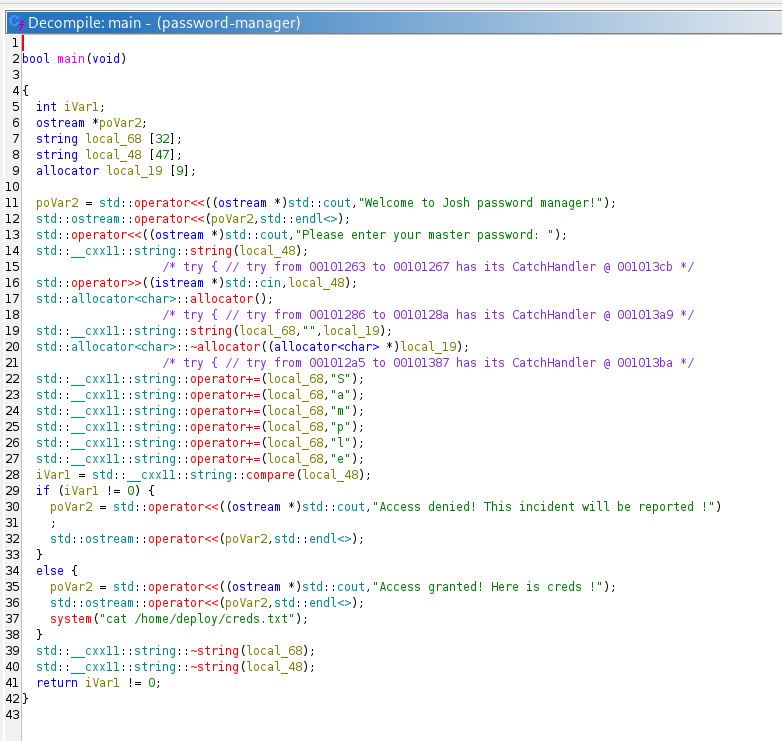 Decompile: main - (password-manager)
1
2 bool main(void)
3
4 {
5   int iVar1;
6   ostream *poVar2;
7   string local_68 [32];
8   string local_48 [47];
9   allocator local_19 [9];
10
11   poVar2 = std::operator<<((ostream *)std::cout,"Welcome to Josh password manager!");
12   std::ostream::operator<<(poVar2,std::endl<>);
13   std::operator<<((ostream *)std::cout,"Please enter your master password: ");
14   std::__cxx11::string::string(local_48);
15                     /* try { // try from 00101263 to 00101267 has its CatchHandler @ 001013cb */
16   std::operator>>((istream *)std::cin,local_48);
17   std::allocator<char>::allocator();
18                     /* try { // try from 00101286 to 0010128a has its CatchHandler @ 001013a9 */
19   std::__cxx11::string::string(local_68,"",local_19);
20   std::allocator<char>::~allocator((allocator<char> *)local_19);
21                     /* try { // try from 001012a5 to 00101387 has its CatchHandler @ 001013ba */
22   std::__cxx11::string::operator+=(local_68,"S");
23   std::__cxx11::string::operator+=(local_68,"a");
24   std::__cxx11::string::operator+=(local_68,"m");
25   std::__cxx11::string::operator+=(local_68,"p");
26   std::__cxx11::string::operator+=(local_68,"l");
27   std::__cxx11::string::operator+=(local_68,"e");
28   iVar1 = std::__cxx11::string::compare(local_48);
29   if (iVar1 != 0) {
30     poVar2 = std::operator<<((ostream *)std::cout,"Access denied! This incident will be reported !")
31     ;
32     std::ostream::operator<<(poVar2,std::endl<>);
33   }
34   else {
35     poVar2 = std::operator<<((ostream *)std::cout,"Access granted! Here is creds !");
36     std::ostream::operator<<(poVar2,std::endl<>);
37     system("cat /home/deploy/creds.txt");
38   }
39   std::__cxx11::string::~string(local_68);
40   std::__cxx11::string::~string(local_48);
41   return iVar1 != 0;
42 }
43